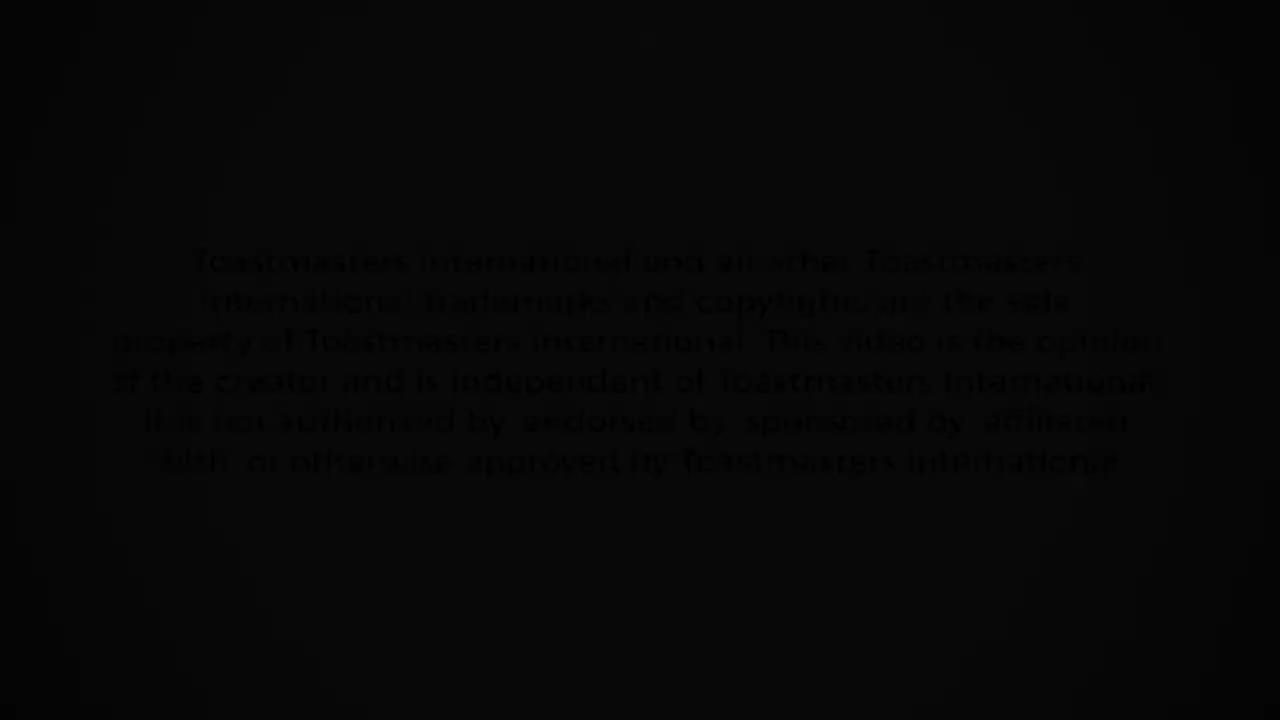 Toastmasters International and all other Toastmasters
International trademarks and copyrights are the sole
property of Toastmasters International. This video is the opinion
of the creator and is independent of Toastmasters International.
It is not authorized by, endorsed by, sponsored by, affiliated
with, or otherwise approved by Toastmasters International.